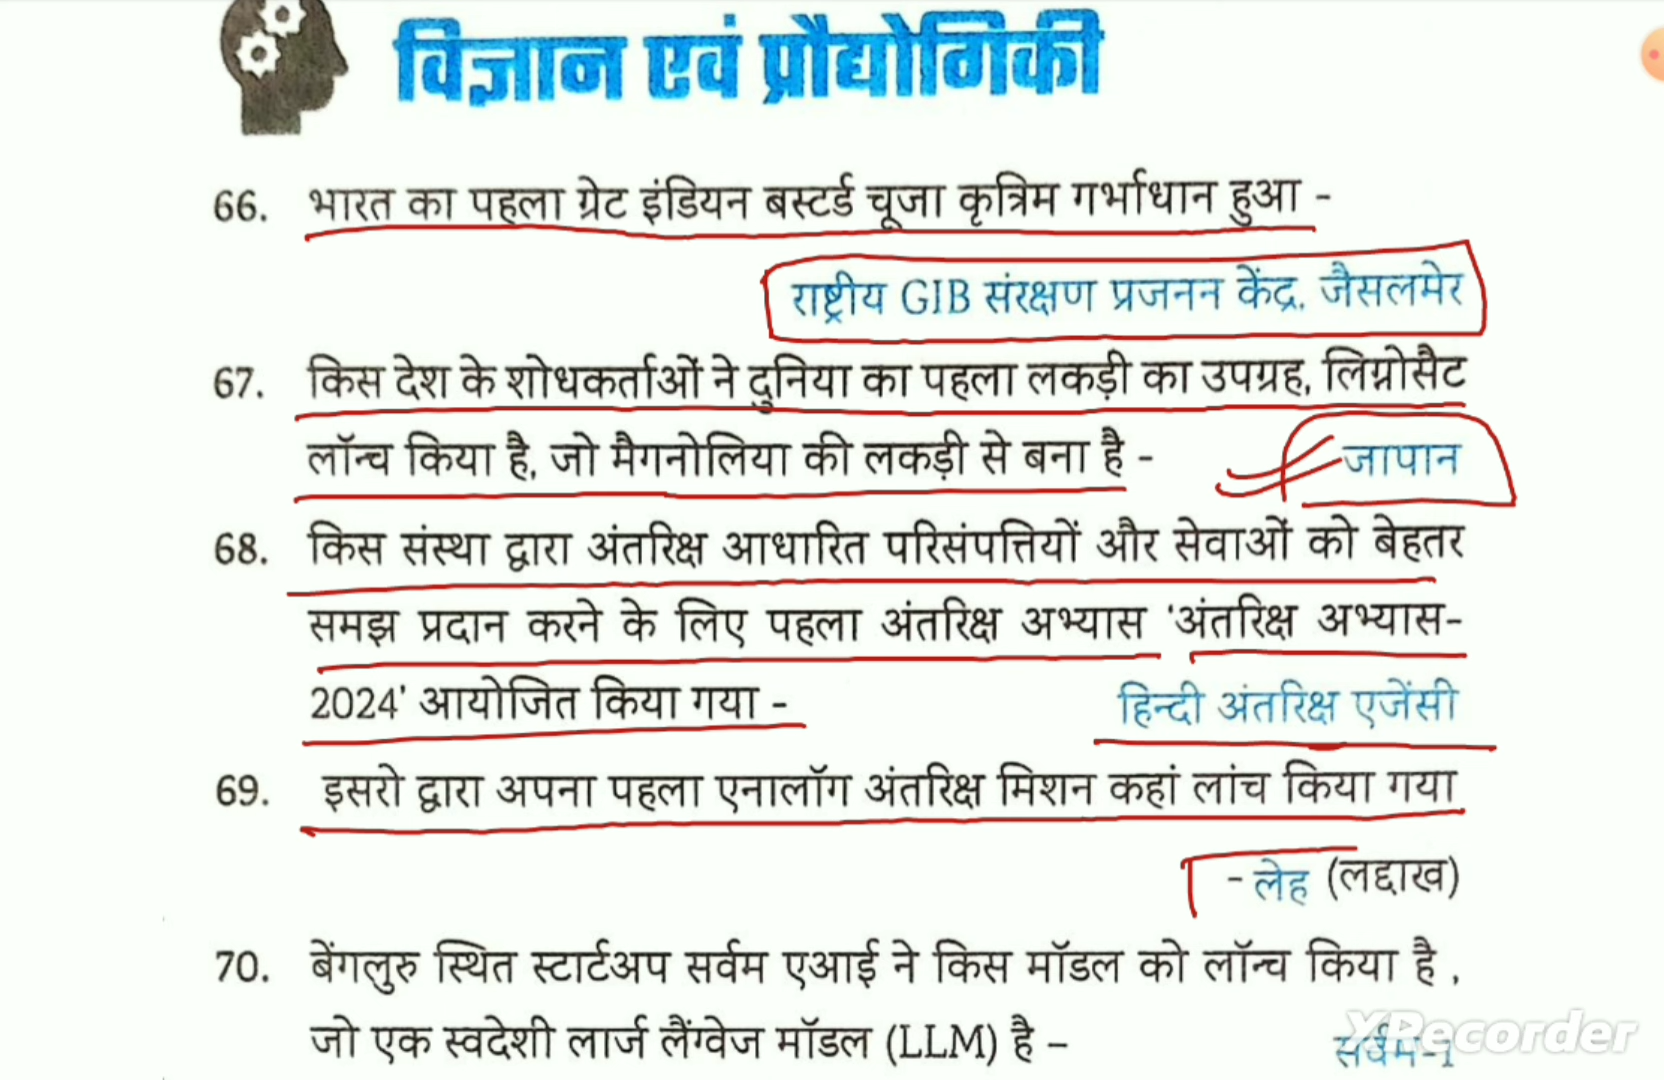 विज्ञान एवं प्रौद्योगिकी
66. भारत का पहला ग्रेट इंडियन बस्टर्ड चूजा कृत्रिम गर्भाधान हुआ -
राष्ट्रीय GIB संरक्षण प्रजनन केंद्र, जैसलमेर
67. किस देश के शोधकर्ताओं ने दुनिया का पहला लकड़ी का उपग्रह, लिग्नोसैट
लॉन्च किया है, जो मैगनोलिया की लकड़ी से बना है - जापान
68. किस संस्था द्वारा अंतरिक्ष आधारित परिसंपत्तियों और सेवाओं को बेहतर
समझ प्रदान करने के लिए पहला अंतरिक्ष अभ्यास 'अंतरिक्ष अभ्यास-
2024' आयोजित किया गया - हिन्दी अंतरिक्ष एजेंसी
69. इसरो द्वारा अपना पहला एनालॉग अंतरिक्ष मिशन कहां लांच किया गया
- लेह (लद्दाख)
70. बेंगलुरु स्थित स्टार्टअप सर्वम एआई ने किस मॉडल को लॉन्च किया है ,
जो एक स्वदेशी लार्ज लैंग्वेज मॉडल (LLM) है – सर्वम-1
XRecorder